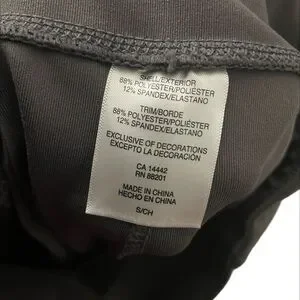 SHELL/EXTERIOR
88% POLYESTER/POLIÉSTER
12% SPANDEX/ELASTANO
TRIM/BORDE
88% POLYESTER/POLIÉSTER
12% SPANDEX/ELASTANO
EXCLUSIVE OF DECORATIONS
EXCEPTO LA DECORACIÓN
CA 14442
RN 88201
MADE IN CHINA
HECHO EN CHINA
S/CH